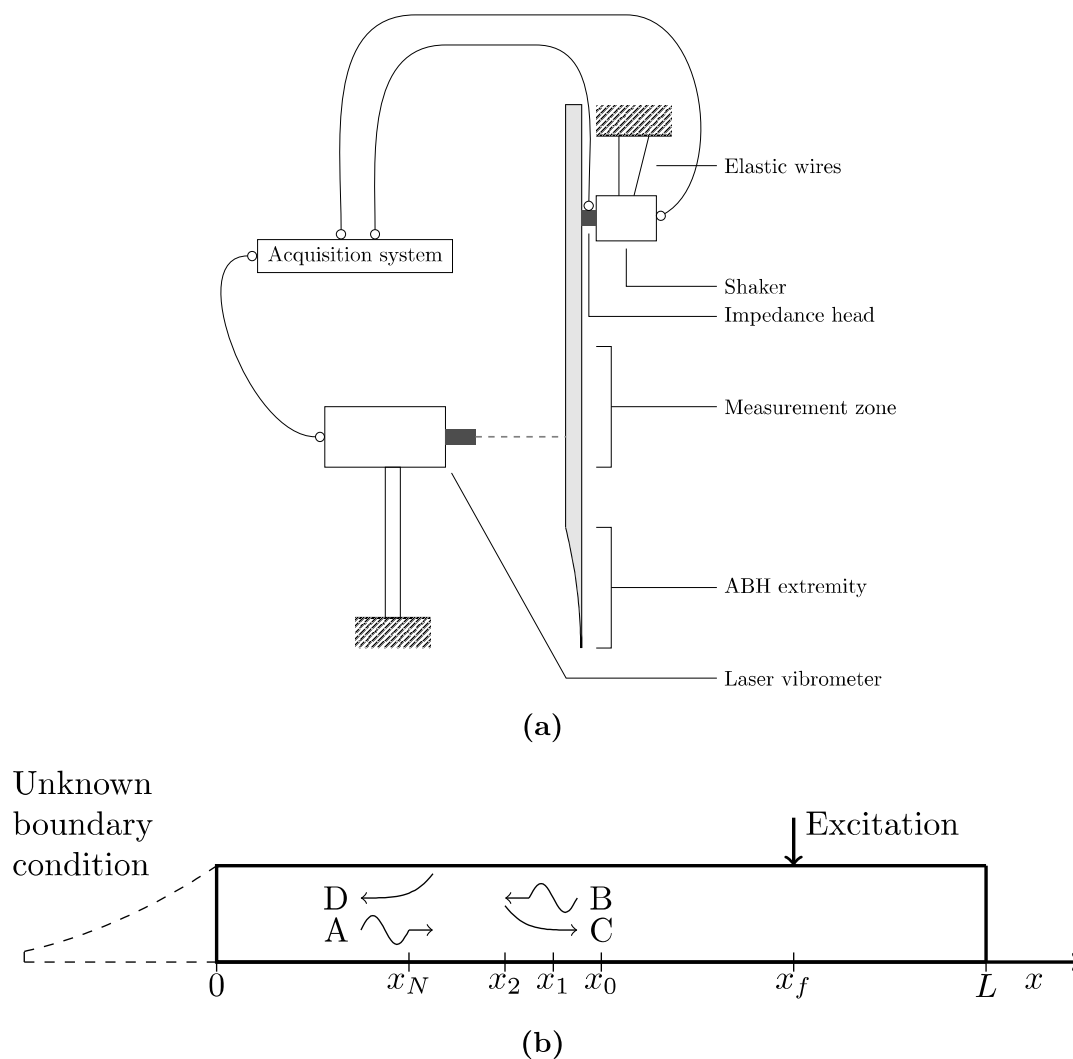 Elastic wires
Acquisition system
Shaker
Impedance head
Measurement zone
ABH extremity
Laser vibrometer
(a)
Unknown
boundary
condition
Excitation
D
B
A
C
0
x_N
x_2
x_1
x_0
x_f
L
x
(b)